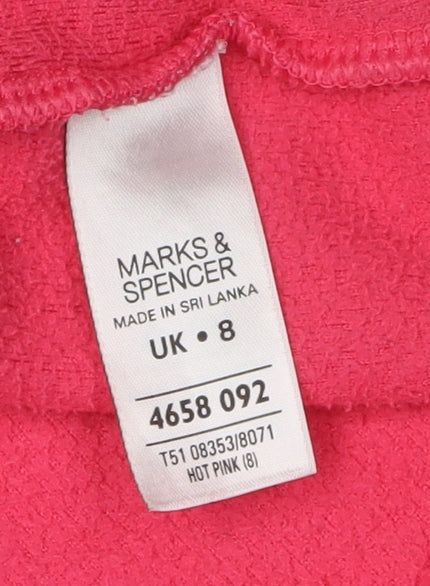 MARKS &
SPENCER
MADE IN SRI LANKA
UK • 8
4658 092
T51 08353/8071
HOT PINK (8)